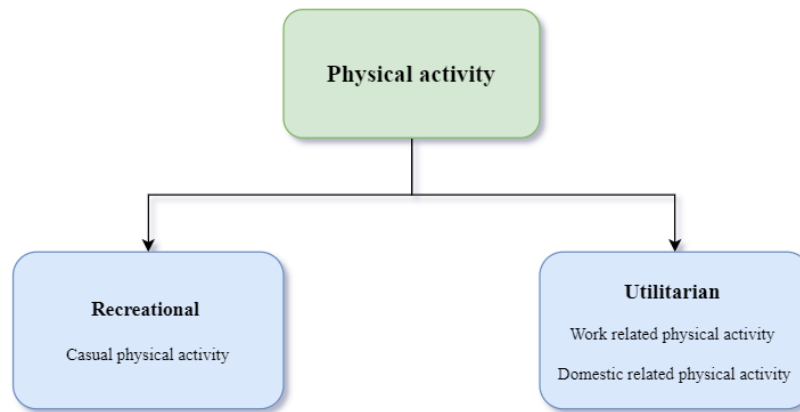 Physical activity
Recreational
Casual physical activity
Utilitarian
Work related physical activity
Domestic related physical activity